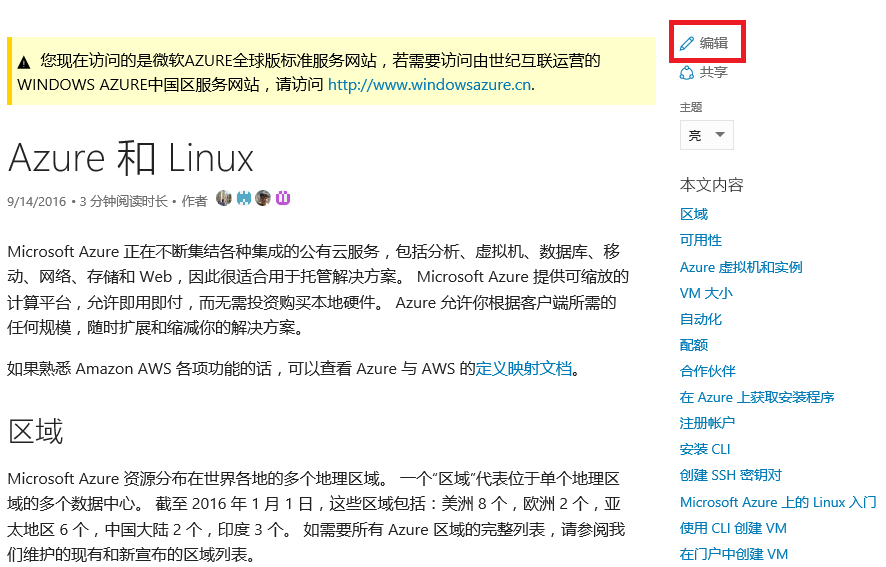 您现在访问的是微软AZURE全球版标准服务网站，若需要访问由世纪互联运营的
WINDOWS AZURE中国区服务网站，请访问 http://www.windowsazure.cn.
Azure 和 Linux
9/14/2016 • 3 分钟阅读时长 • 作者
Microsoft Azure 正在不断集结各种集成的公有云服务，包括分析、虚拟机、数据库、移
动、网络、存储和 Web，因此很适合用于托管解决方案。 Microsoft Azure 提供可缩放的
计算平台，允许即用即付，而无需投资购买本地硬件。 Azure 允许你根据客户端所需的
任何规模，随时扩展和缩减你的解决方案。
如果熟悉 Amazon AWS 各项功能的话，可以查看 Azure 与 AWS 的定义映射文档。
区域
Microsoft Azure 资源分布在世界各地的多个地理区域。 一个“区域”代表位于单个地理区
域的多个数据中心。 截至 2016 年 1 月 1 日，这些区域包括：美洲 8 个，欧洲 2 个，亚
太地区 6 个，中国大陆 2 个，印度 3 个。 如需要所有 Azure 区域的完整列表，请参阅我
们维护的现有和新宣布的区域列表。
编辑
共享
主题
亮
本文内容
区域
可用性
Azure 虚拟机和实例
VM 大小
自动化
配额
合作伙伴
在 Azure 上获取安装程序
注册帐户
安装 CLI
创建 SSH 密钥对
Microsoft Azure 上的 Linux 入门
使用 CLI 创建 VM
在门户中创建 VM